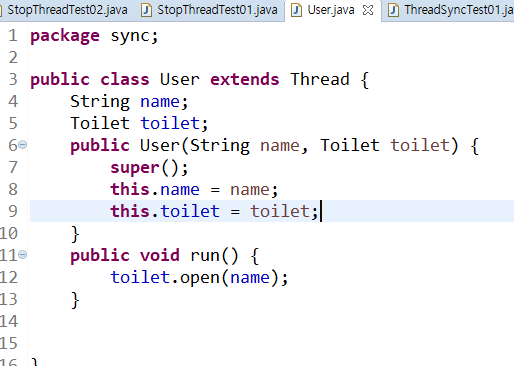 StopThreadTest02.java StopThreadTest01.java User.java ThreadSyncTest01.ja
1 package sync;
2
3 public class User extends Thread {
4 String name;
5 Toilet toilet;
6 public User(String name, Toilet toilet) {
7 super();
8 this.name = name;
9 this.toilet = toilet;
10 }
11 public void run() {
12 toilet.open(name);
13 }
14
15
16 }